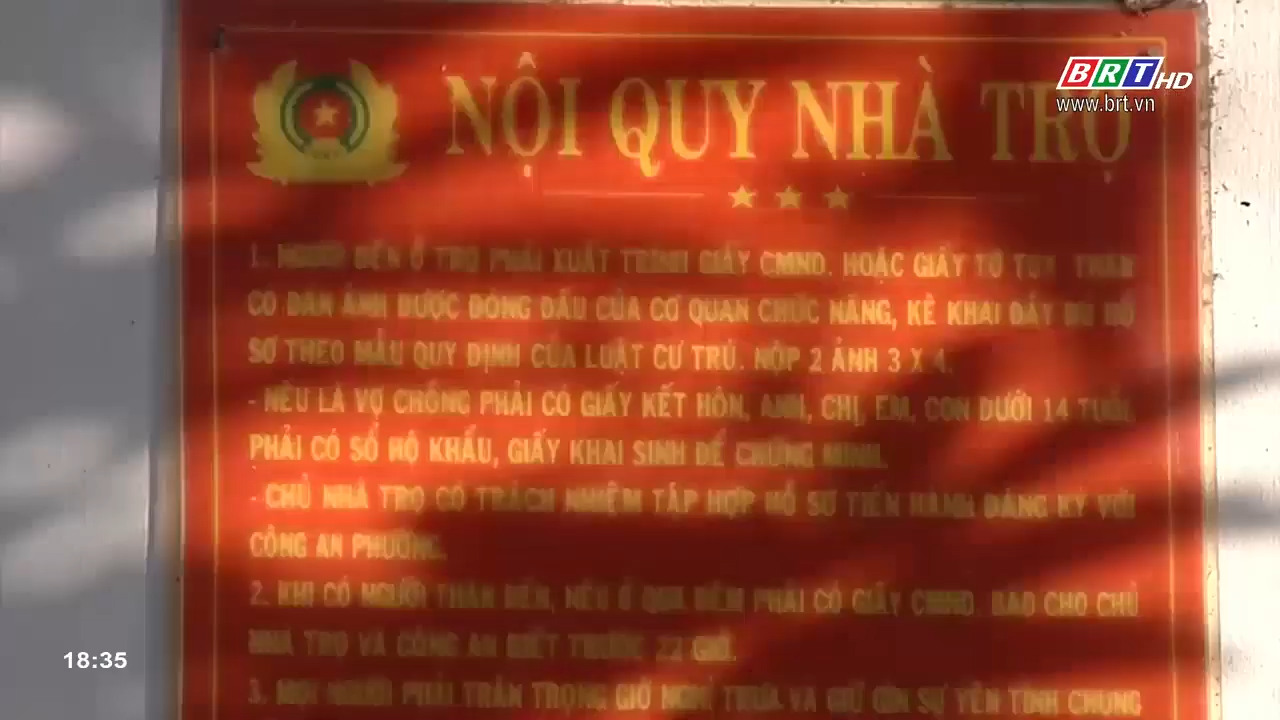 BRT HD
www.brt.vn
NỘI QUY NHÀ TRỌ
1. NGƯỜI ĐẾN Ở TRỌ PHẢI XUẤT TRÌNH GIẤY CMND. HOẶC GIẤY TỜ TÙY THÂN
CÓ DÁN ẢNH ĐƯỢC ĐÓNG DẤU CỦA CƠ QUAN CHỨC NĂNG, KÊ KHAI ĐẦY ĐỦ HỒ
SƠ THEO MẪU QUY ĐỊNH CỦA LUẬT CƯ TRÚ. NỘP 2 ẢNH 3 X 4.
- NẾU LÀ VỢ CHỒNG PHẢI CÓ GIẤY KẾT HÔN, ANH, CHỊ, EM, CON DƯỚI 14 TUỔI,
PHẢI CÓ SỔ HỘ KHẨU, GIẤY KHAI SINH ĐỂ CHỨNG MINH.
- CHỦ NHÀ TRỌ CÓ TRÁCH NHIỆM TẬP HỢP HỒ SƠ TIẾN HÀNH ĐĂNG KÝ VỚI
CÔNG AN PHƯỜNG.
2. KHI CÓ NGƯỜI THÂN ĐẾN, NẾU Ở QUA ĐÊM PHẢI CÓ GIẤY CMND. BÁO CHO CHỦ
NHÀ TRỌ VÀ CÔNG AN BIẾT TRƯỚC 22 GIỜ.
3. MỌI NGƯỜI PHẢI TRÂN TRỌNG GIỜ NGHỈ TRƯA VÀ GIỮ GÌN SỰ YÊN TĨNH CHUNG
18:35